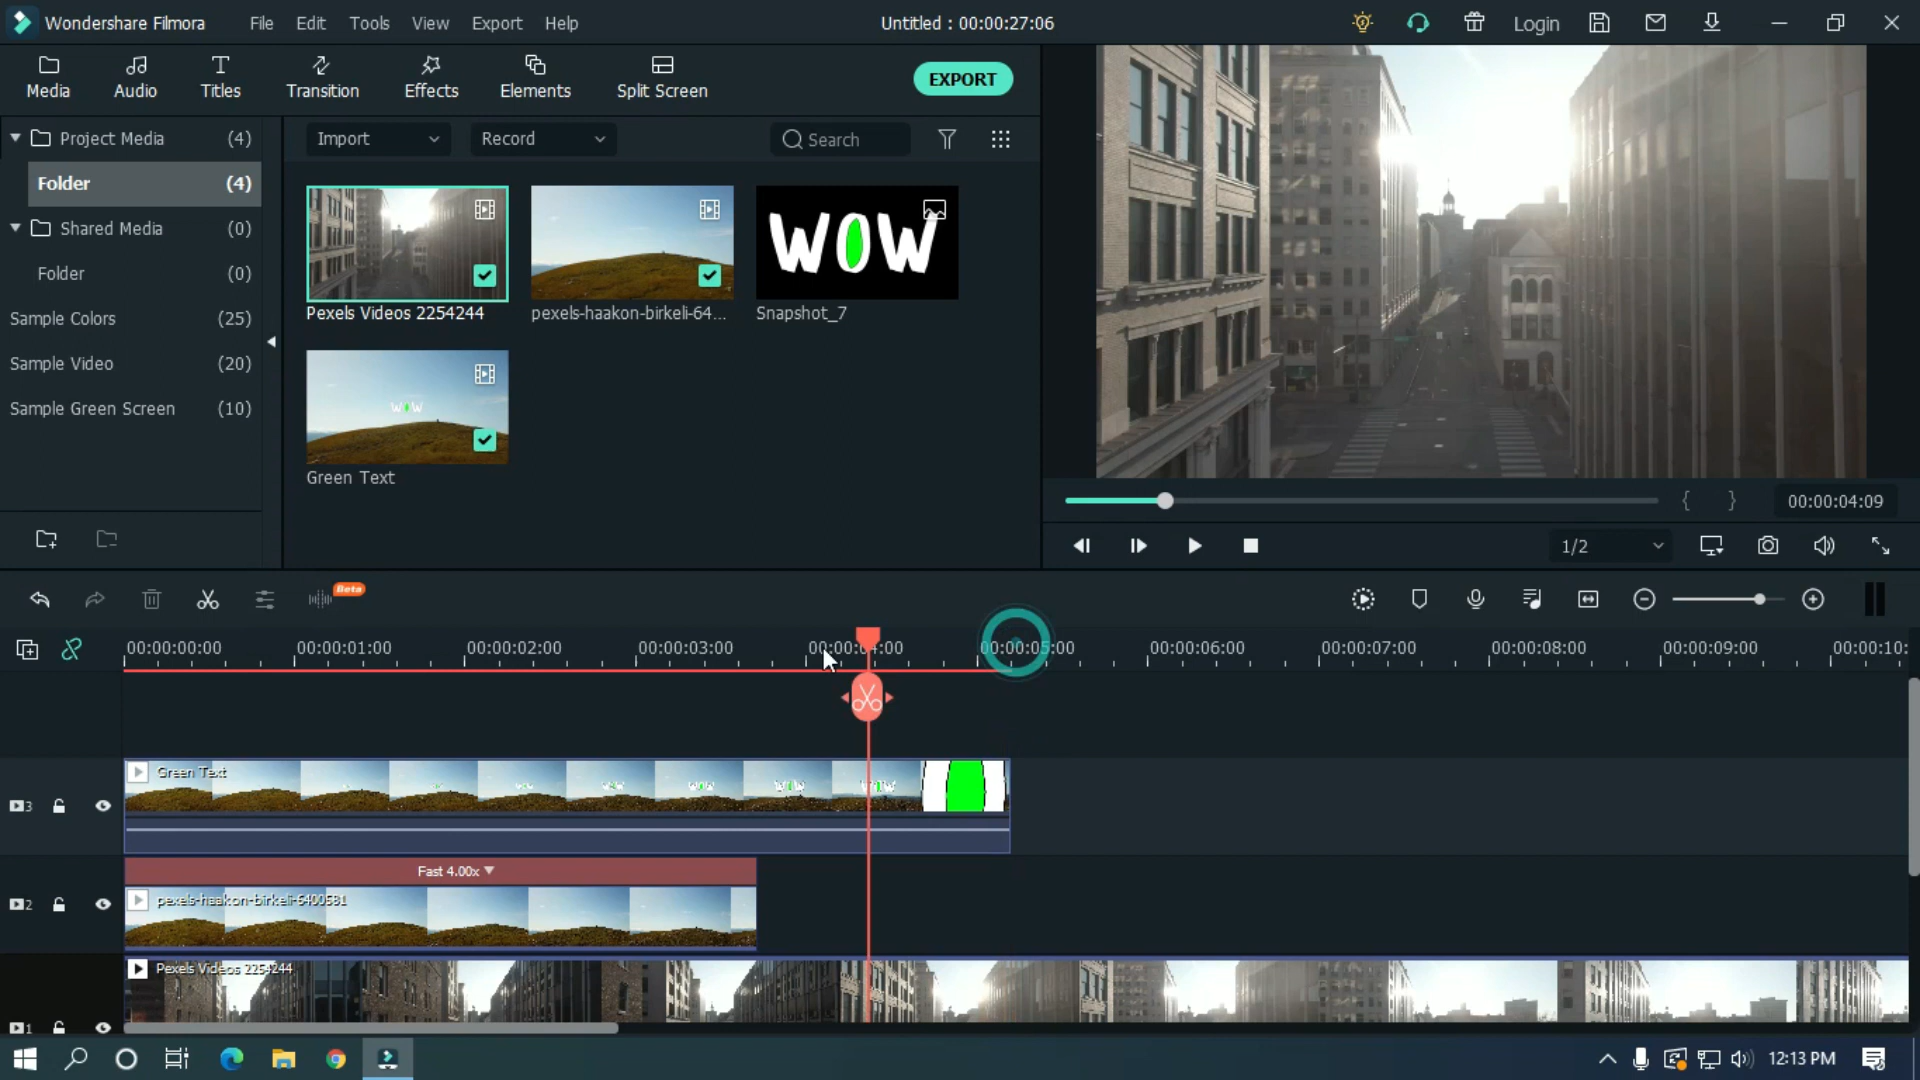 Wondershare Filmora File Edit Tools View Export Help Untitled : 00:00:27:06 Login
Media Audio Titles Transition Effects Elements Split Screen EXPORT
Project Media (4) Import Record Search
Folder (4)
Shared Media (0)
Folder (0)
Sample Colors (25)
Sample Video (20)
Sample Green Screen (10)
WOW
Pexels Videos 2254244 pexels-haakon-birkeli-64... Snapshot_7
WOW
Green Text
00:00:04:09
1/2
Beta
00:00:00:00 00:00:01:00 00:00:02:00 00:00:03:00 00:00:04:00 00:00:05:00 00:00:06:00 00:00:07:00 00:00:08:00 00:00:09:00 00:00:10:
Green Text
3
Fast 4.00x
pexels-haakon-birkeli-6400581
2
Pexels Videos 2254244
1
12:13 PM